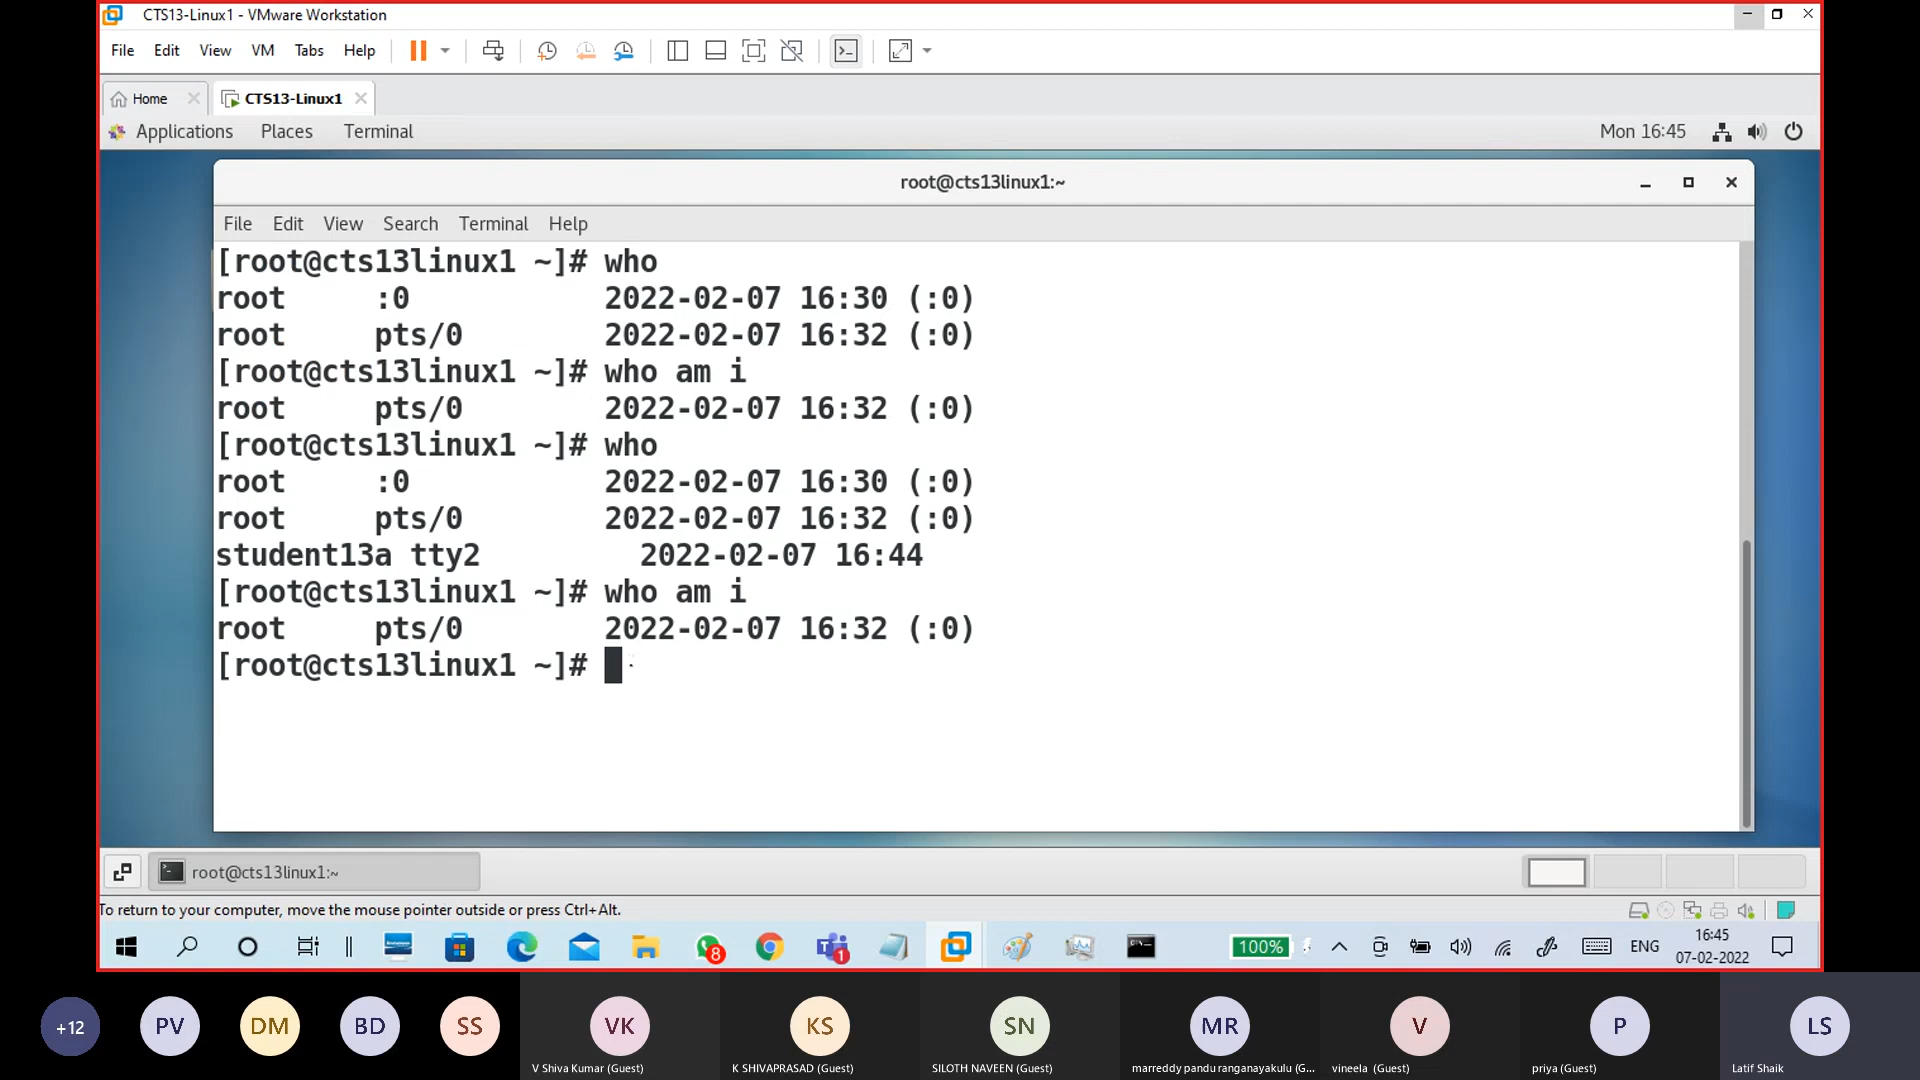 CTS13-Linux1 - VMware Workstation
File Edit View VM Tabs Help
Home CTS13-Linux1
Applications Places Terminal Mon 16:45
root@cts13linux1:~
File Edit View Search Terminal Help
[root@cts13linux1 ~]# who
root :0 2022-02-07 16:30 (:0)
root pts/0 2022-02-07 16:32 (:0)
[root@cts13linux1 ~]# who am i
root pts/0 2022-02-07 16:32 (:0)
[root@cts13linux1 ~]# who
root :0 2022-02-07 16:30 (:0)
root pts/0 2022-02-07 16:32 (:0)
student13a tty2 2022-02-07 16:44
[root@cts13linux1 ~]# who am i
root pts/0 2022-02-07 16:32 (:0)
[root@cts13linux1 ~]#
root@cts13linux1:~
To return to your computer, move the mouse pointer outside or press Ctrl+Alt.
8 1 100% ENG 16:45
07-02-2022
+12 PV DM BD SS VK KS SN MR V P LS
V Shiva Kumar (Guest) K SHIVAPRASAD (Guest) SILOTH NAVEEN (Guest) marreddy pandu ranganayakulu (G... vineela (Guest) priya (Guest) Latif Shaik